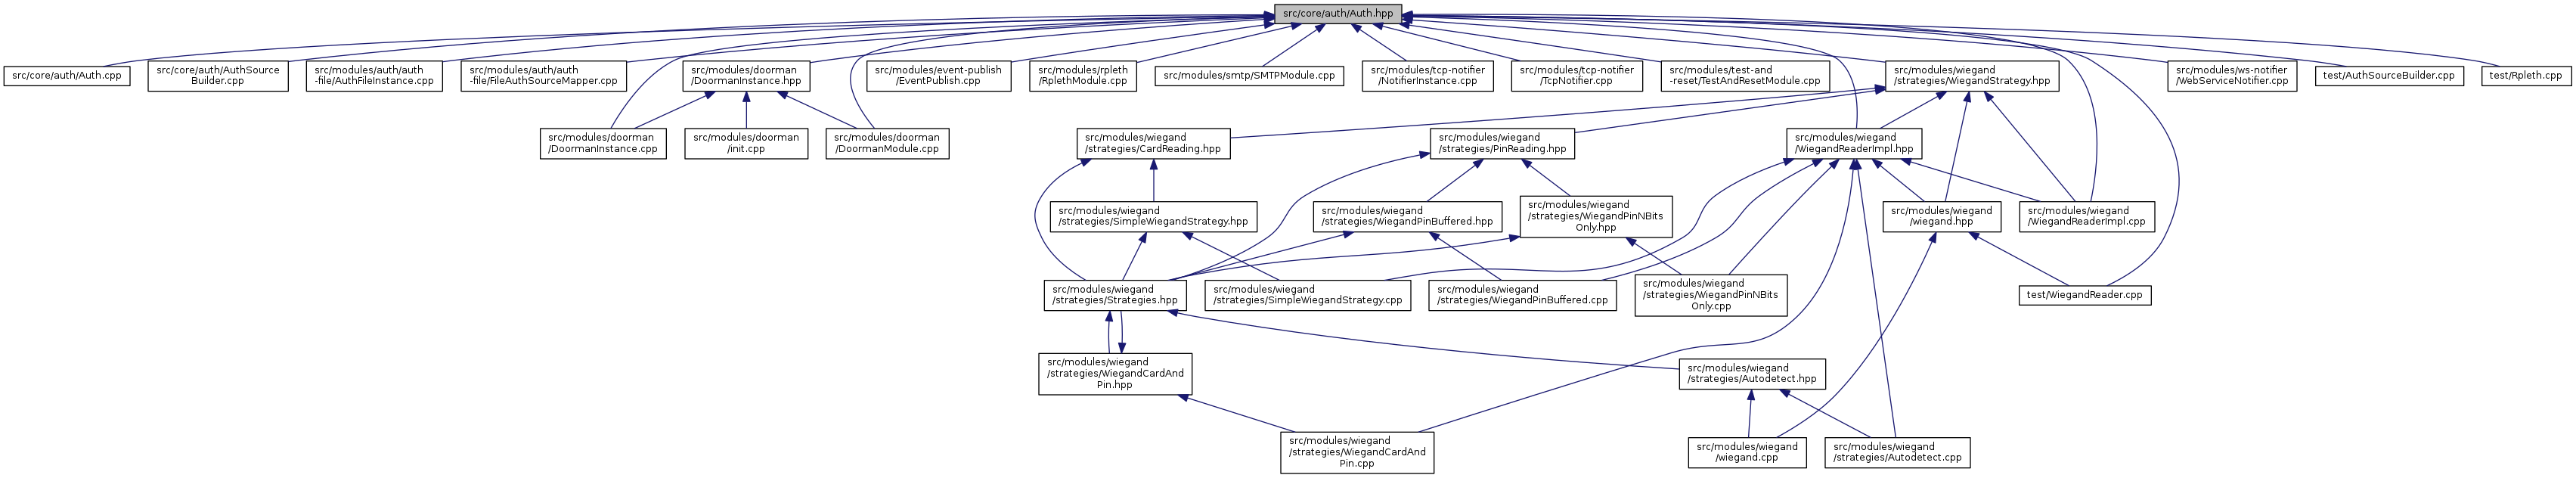 src/core/auth/Auth.hpp
src/core/auth/Auth.cpp
src/core/auth/AuthSource
Builder.cpp
src/modules/auth/auth
-file/AuthFileInstance.cpp
src/modules/auth/auth
-file/FileAuthSourceMapper.cpp
src/modules/doorman
/DoormanInstance.hpp
src/modules/event-publish
/EventPublish.cpp
src/modules/rpleth
/RplethModule.cpp
src/modules/smtp/SMTPModule.cpp
src/modules/tcp-notifier
/NotifierInstance.cpp
src/modules/tcp-notifier
/TcpNotifier.cpp
src/modules/test-and
-reset/TestAndResetModule.cpp
src/modules/wiegand
/strategies/WiegandStrategy.hpp
src/modules/ws-notifier
/WebServiceNotifier.cpp
test/AuthSourceBuilder.cpp
test/Rpleth.cpp
src/modules/doorman
/DoormanInstance.cpp
src/modules/doorman
/init.cpp
src/modules/doorman
/DoormanModule.cpp
src/modules/wiegand
/strategies/CardReading.hpp
src/modules/wiegand
/strategies/PinReading.hpp
src/modules/wiegand
/WiegandReaderImpl.hpp
src/modules/wiegand
/strategies/SimpleWiegandStrategy.hpp
src/modules/wiegand
/strategies/WiegandPinBuffered.hpp
src/modules/wiegand
/strategies/WiegandPinNBits
Only.hpp
src/modules/wiegand
/wiegand.hpp
src/modules/wiegand
/WiegandReaderImpl.cpp
src/modules/wiegand
/strategies/Strategies.hpp
src/modules/wiegand
/strategies/SimpleWiegandStrategy.cpp
src/modules/wiegand
/strategies/WiegandPinBuffered.cpp
src/modules/wiegand
/strategies/WiegandPinNBits
Only.cpp
test/WiegandReader.cpp
src/modules/wiegand
/strategies/WiegandCardAnd
Pin.hpp
src/modules/wiegand
/strategies/Autodetect.hpp
src/modules/wiegand
/strategies/WiegandCardAnd
Pin.cpp
src/modules/wiegand
/wiegand.cpp
src/modules/wiegand
/strategies/Autodetect.cpp